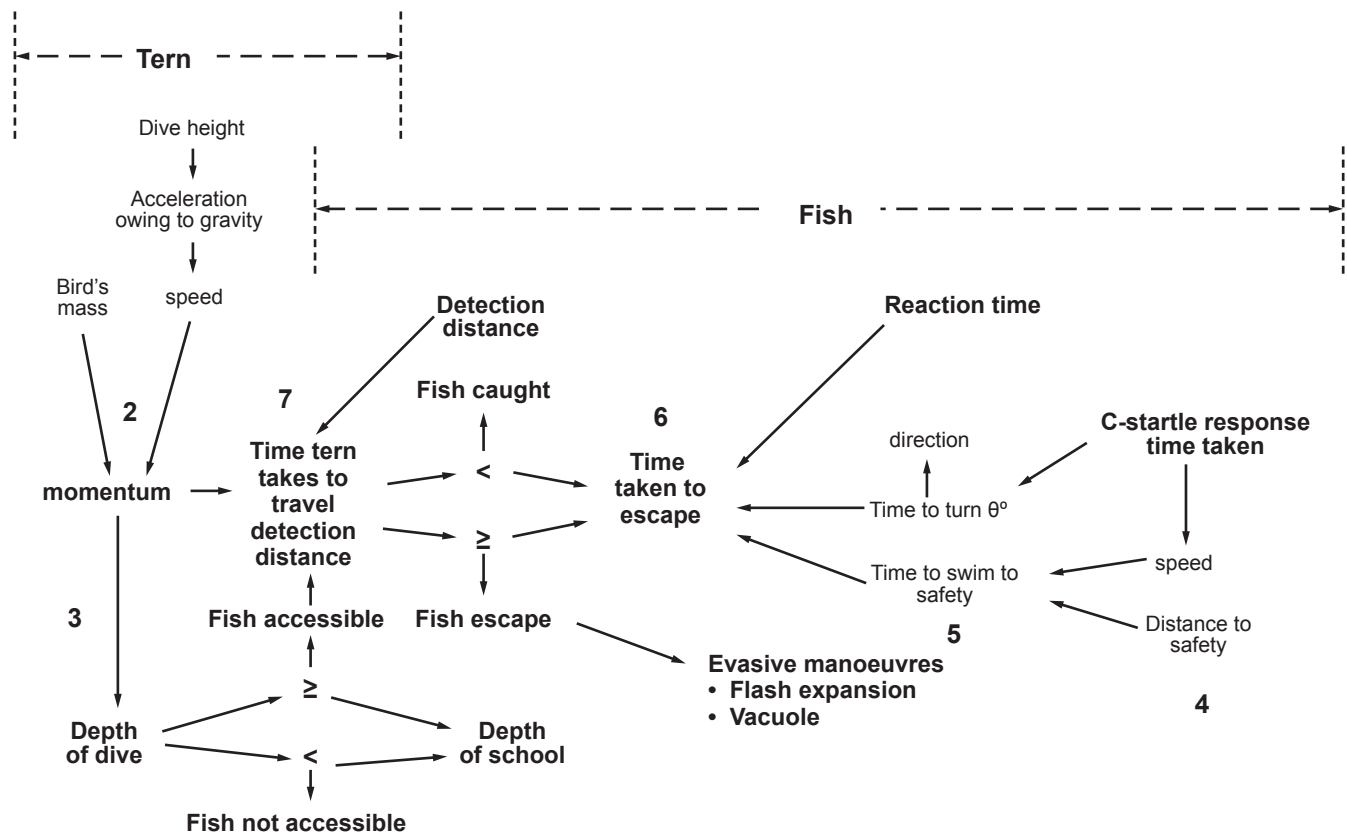 Tern
Dive height
Acceleration
owing to gravity
Fish
Bird's
mass
speed
Detection
distance
Reaction time
2
7
Fish caught
6
C-startle response
time taken
direction
Time tern
takes to
travel
detection
distance
<
Time
taken to
escape
momentum
Time to turn θº
≥
speed
Time to swim to
safety
3
Fish accessible
Fish escape
5
Distance to
safety
Evasive manoeuvres
• Flash expansion
• Vacuole
≥
4
Depth
of dive
Depth
of school
<
Fish not accessible